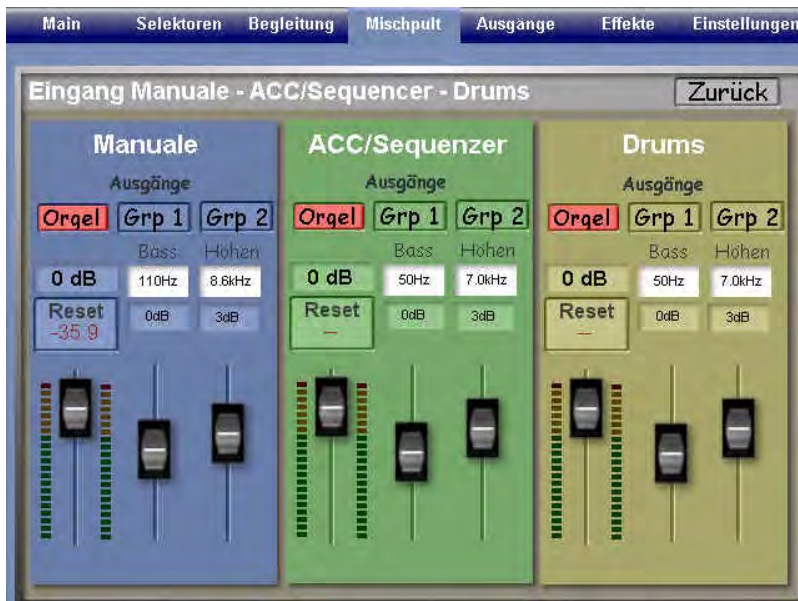 Main Selektoren Begleitung Mischpult Ausgänge Effekte Einstellungen
Eingang Manuale - ACC/Sequencer - Drums Zurück
Manuale ACC/Sequenzer Drums
Ausgänge Ausgänge Ausgänge
Orgel Grp 1 Grp 2 Orgel Grp 1 Grp 2 Orgel Grp 1 Grp 2
Bass Höhen Bass Höhen Bass Höhen
0 dB 110Hz 8.6kHz 0 dB 50Hz 7.0kHz 0 dB 50Hz 7.0kHz
Reset 0dB 3dB Reset 0dB 3dB Reset 0dB 3dB
-35.9 -- --